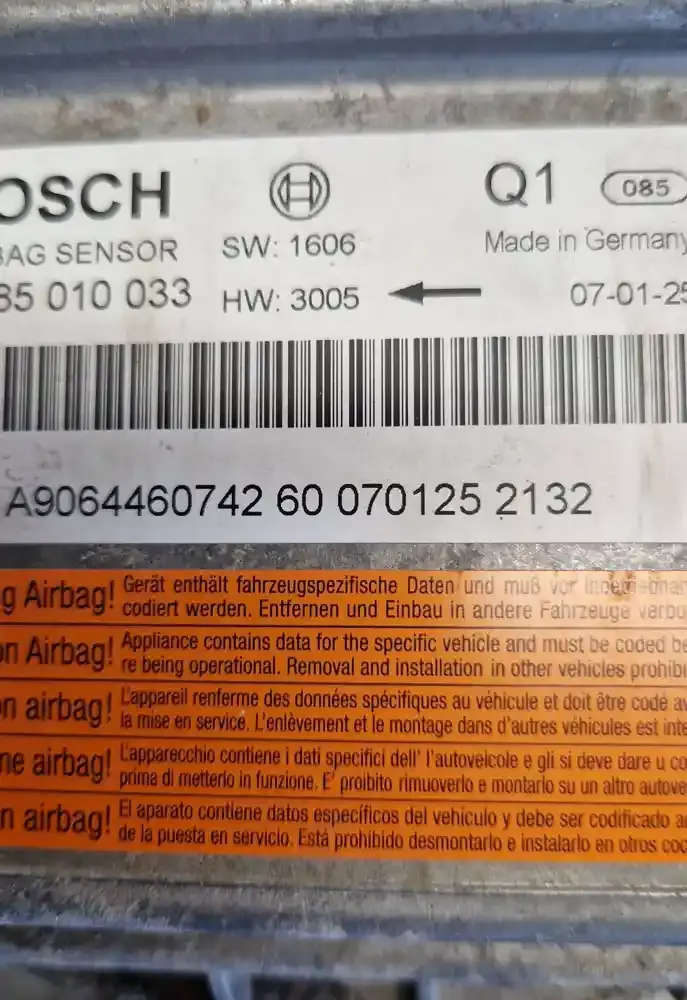 OSCH Q1 085
BAG SENSOR SW: 1606 Made in Germany
85 010 033 HW: 3005 07-01-25
A9064460742 60 070125 2132
g Airbag! Gerät enthält fahrzeugspezifische Daten und muß vor
codiert werden. Entfernen und Einbau in andere Fahrzeuge verbo
on Airbag! Appliance contains data for the specific vehicle and must be coded be
re being operational. Removal and installation in other vehicles prohibi
on airbag! L'appareil renferme des données spécifiques au véhicule et doit être codé av
la mise en service. L'enlèvement et le montage dans d'autres véhicules est inte
ne airbag! L'apparecchio contiene i dati specifici dell' l'autoveicole e gli si deve dare u co
prima di metterlo in funzione. E' proibito rimuoverlo e montarlo su un altro autove
n airbag! El aparato contiene datos específicos del vehículo y debe ser codificado a
de la puesta en servicio. Está prohibido desmontarlo e instalarlo en otros coc